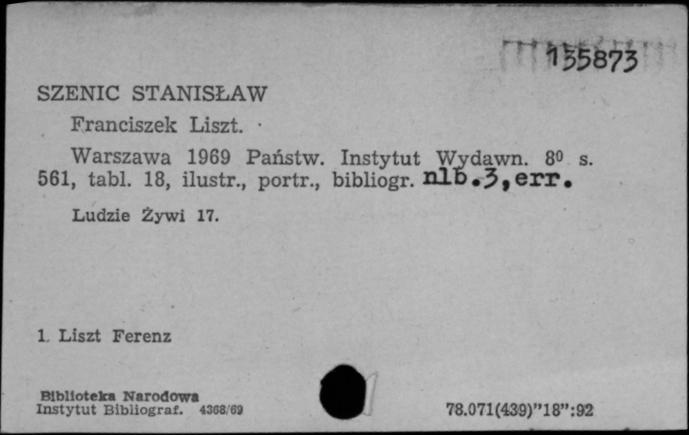 155873
SZENIC STANISŁAW
Franciszek Liszt.
Warszawa 1969 Państw. Instytut Wydawn. 8⁰ s.
561, tabl. 18, ilustr., portr., bibliogr. nlb.3,err.
Ludzie Żywi 17.
1. Liszt Ferenz
Biblioteka Narodowa
Instytut Bibliograf. 4368/69
78.071(439)"18":92